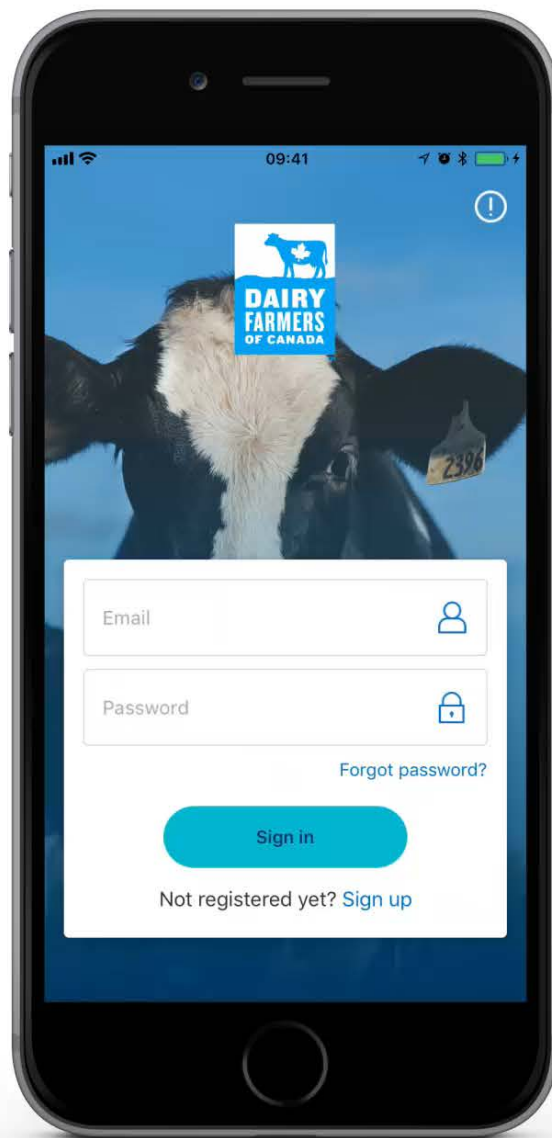 09:41
DAIRY
FARMERS
OF CANADA
2396
Email
Password
Forgot password?
Sign in
Not registered yet? Sign up